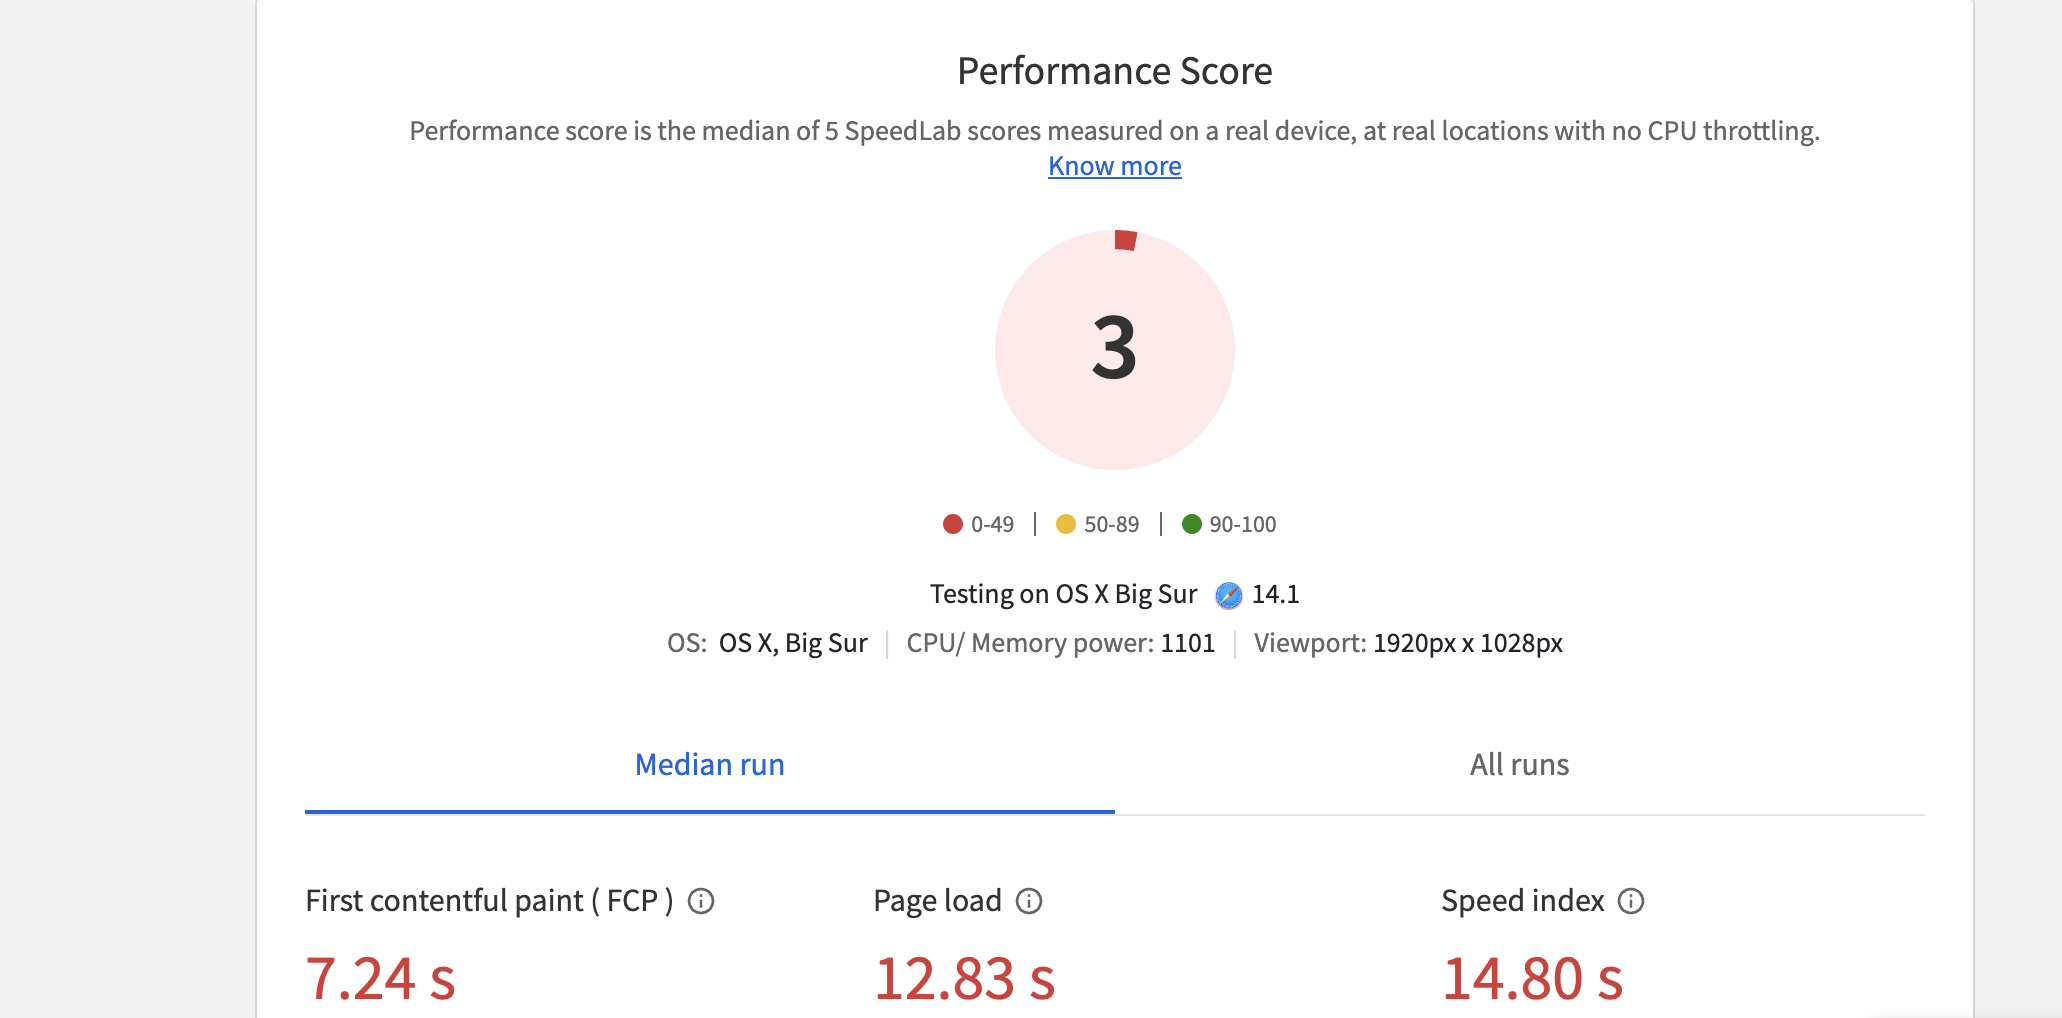 Performance Score
Performance score is the median of 5 SpeedLab scores measured on a real device, at real locations with no CPU throttling.
Know more
3
0-49 | 50-89 | 90-100
Testing on OS X Big Sur 14.1
OS: OS X, Big Sur | CPU/ Memory power: 1101 | Viewport: 1920px x 1028px
Median run All runs
First contentful paint ( FCP ) Page load Speed index
7.24 s 12.83 s 14.80 s